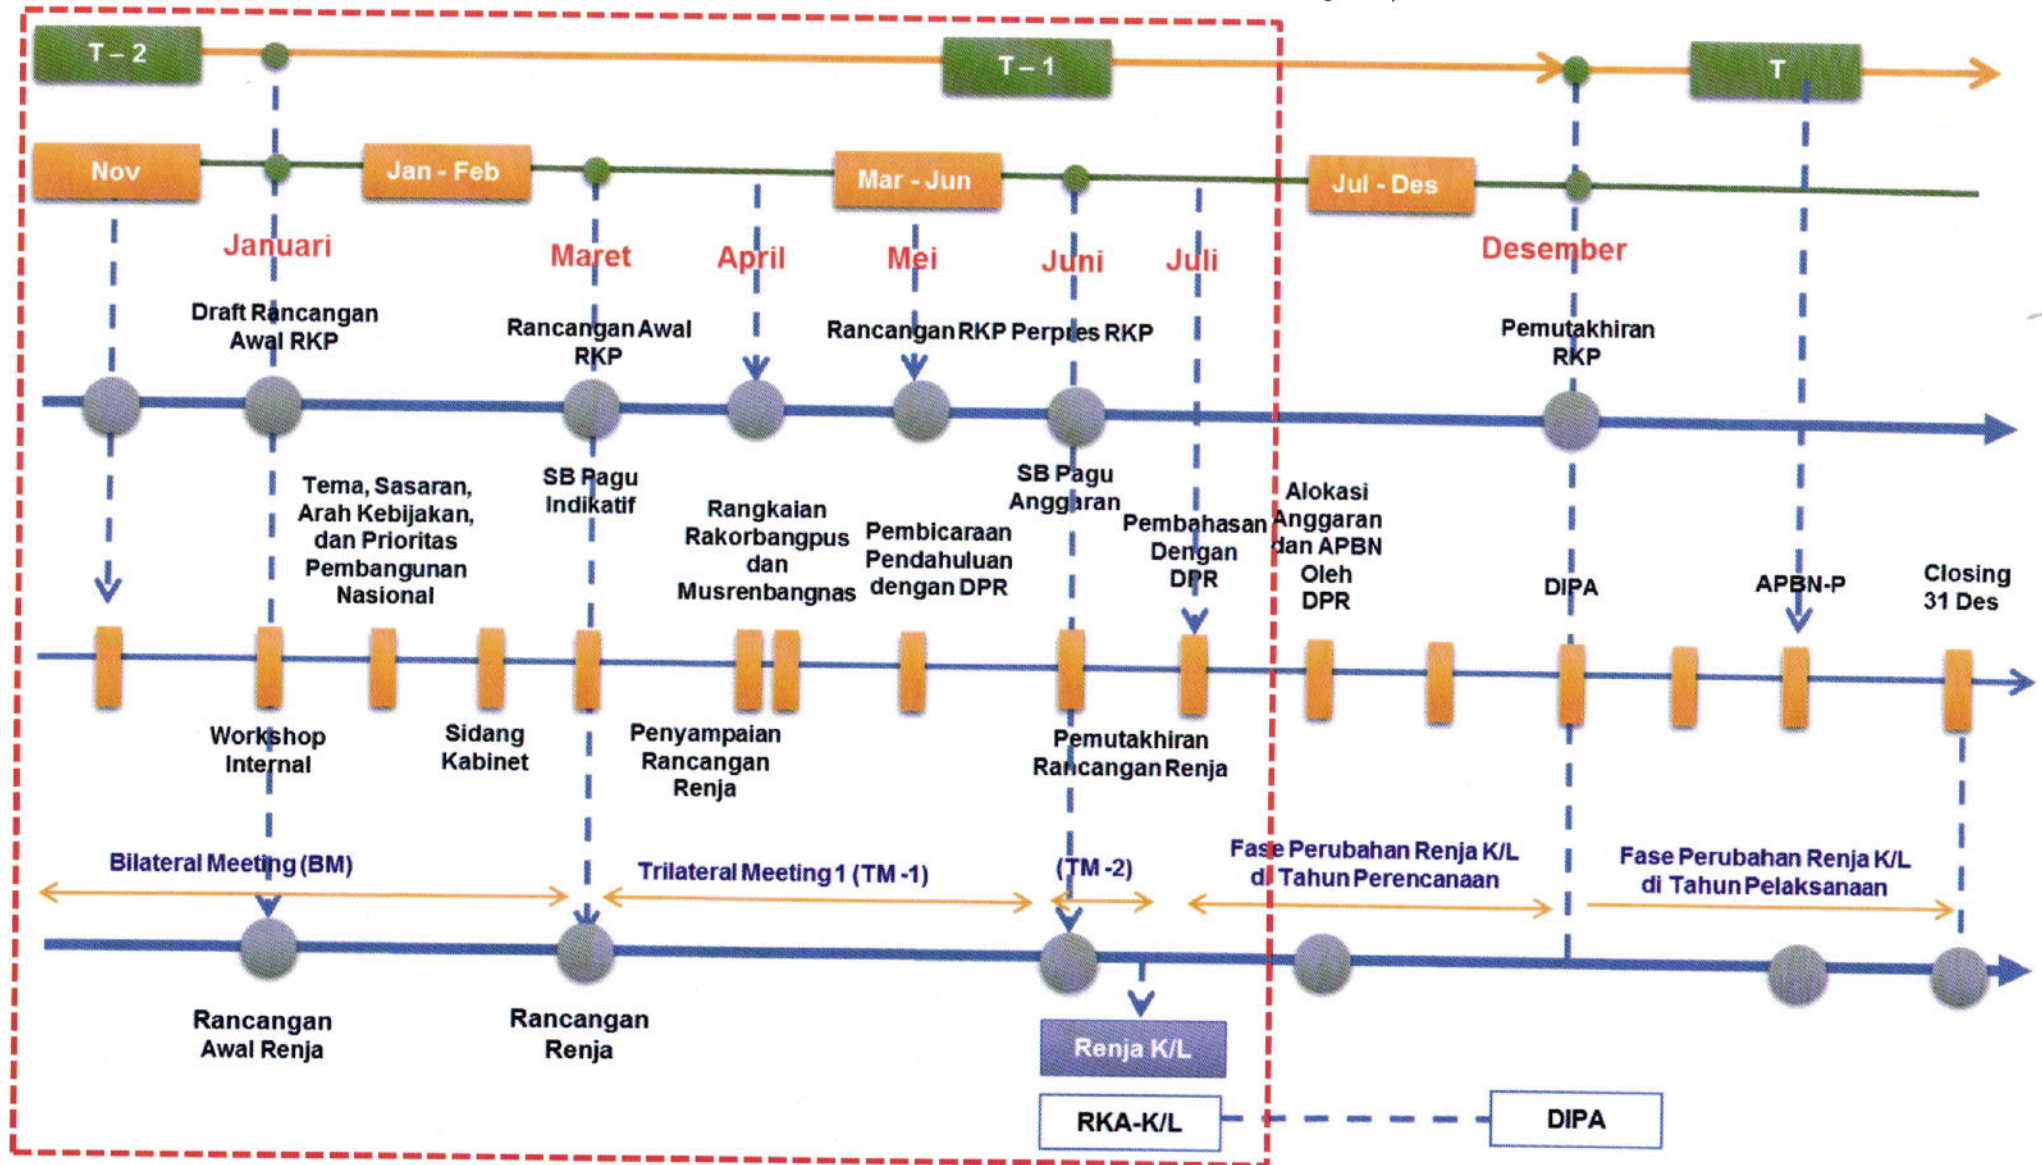 T – 2
T – 1
T
Nov
Jan - Feb
Mar - Jun
Jul - Des
Januari
Maret
April
Mei
Juni
Juli
Desember
Draft Rancangan
Awal RKP
Rancangan Awal
RKP
Rancangan RKP
Perpres RKP
Pemutakhiran
RKP
Tema, Sasaran,
Arah Kebijakan,
dan Prioritas
Pembangunan
Nasional
SB Pagu
Indikatif
Rangkaian
Rakorbangpus
dan
Musrenbangnas
Pembicaraan
Pendahuluan
dengan DPR
SB Pagu
Anggaran
Pembahasan
Dengan
DPR
Alokasi
Anggaran
dan APBN
Oleh
DPR
DIPA
APBN-P
Closing
31 Des
Workshop
Internal
Sidang
Kabinet
Penyampaian
Rancangan
Renja
Pemutakhiran
Rancangan Renja
Bilateral Meeting (BM)
Trilateral Meeting 1 (TM -1)
(TM -2)
Fase Perubahan Renja K/L
di Tahun Perencanaan
Fase Perubahan Renja K/L
di Tahun Pelaksanaan
Rancangan
Awal Renja
Rancangan
Renja
Renja K/L
RKA-K/L
DIPA